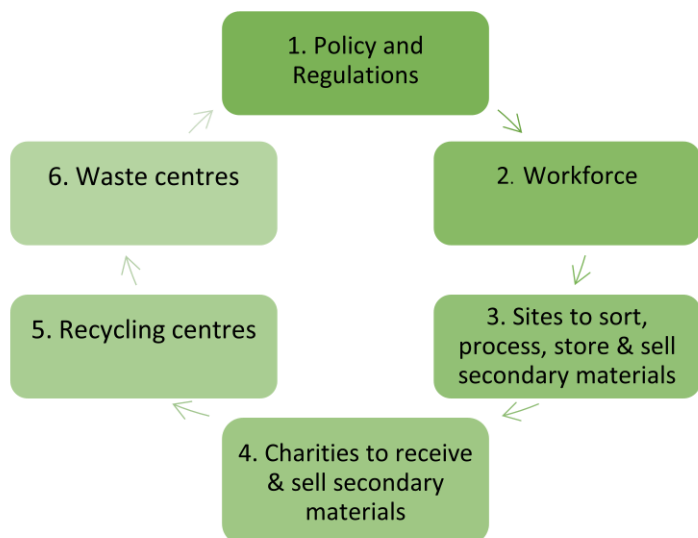 1. Policy and
Regulations
2. Workforce
3. Sites to sort,
process, store & sell
secondary materials
4. Charities to receive
& sell secondary
materials
5. Recycling centres
6. Waste centres